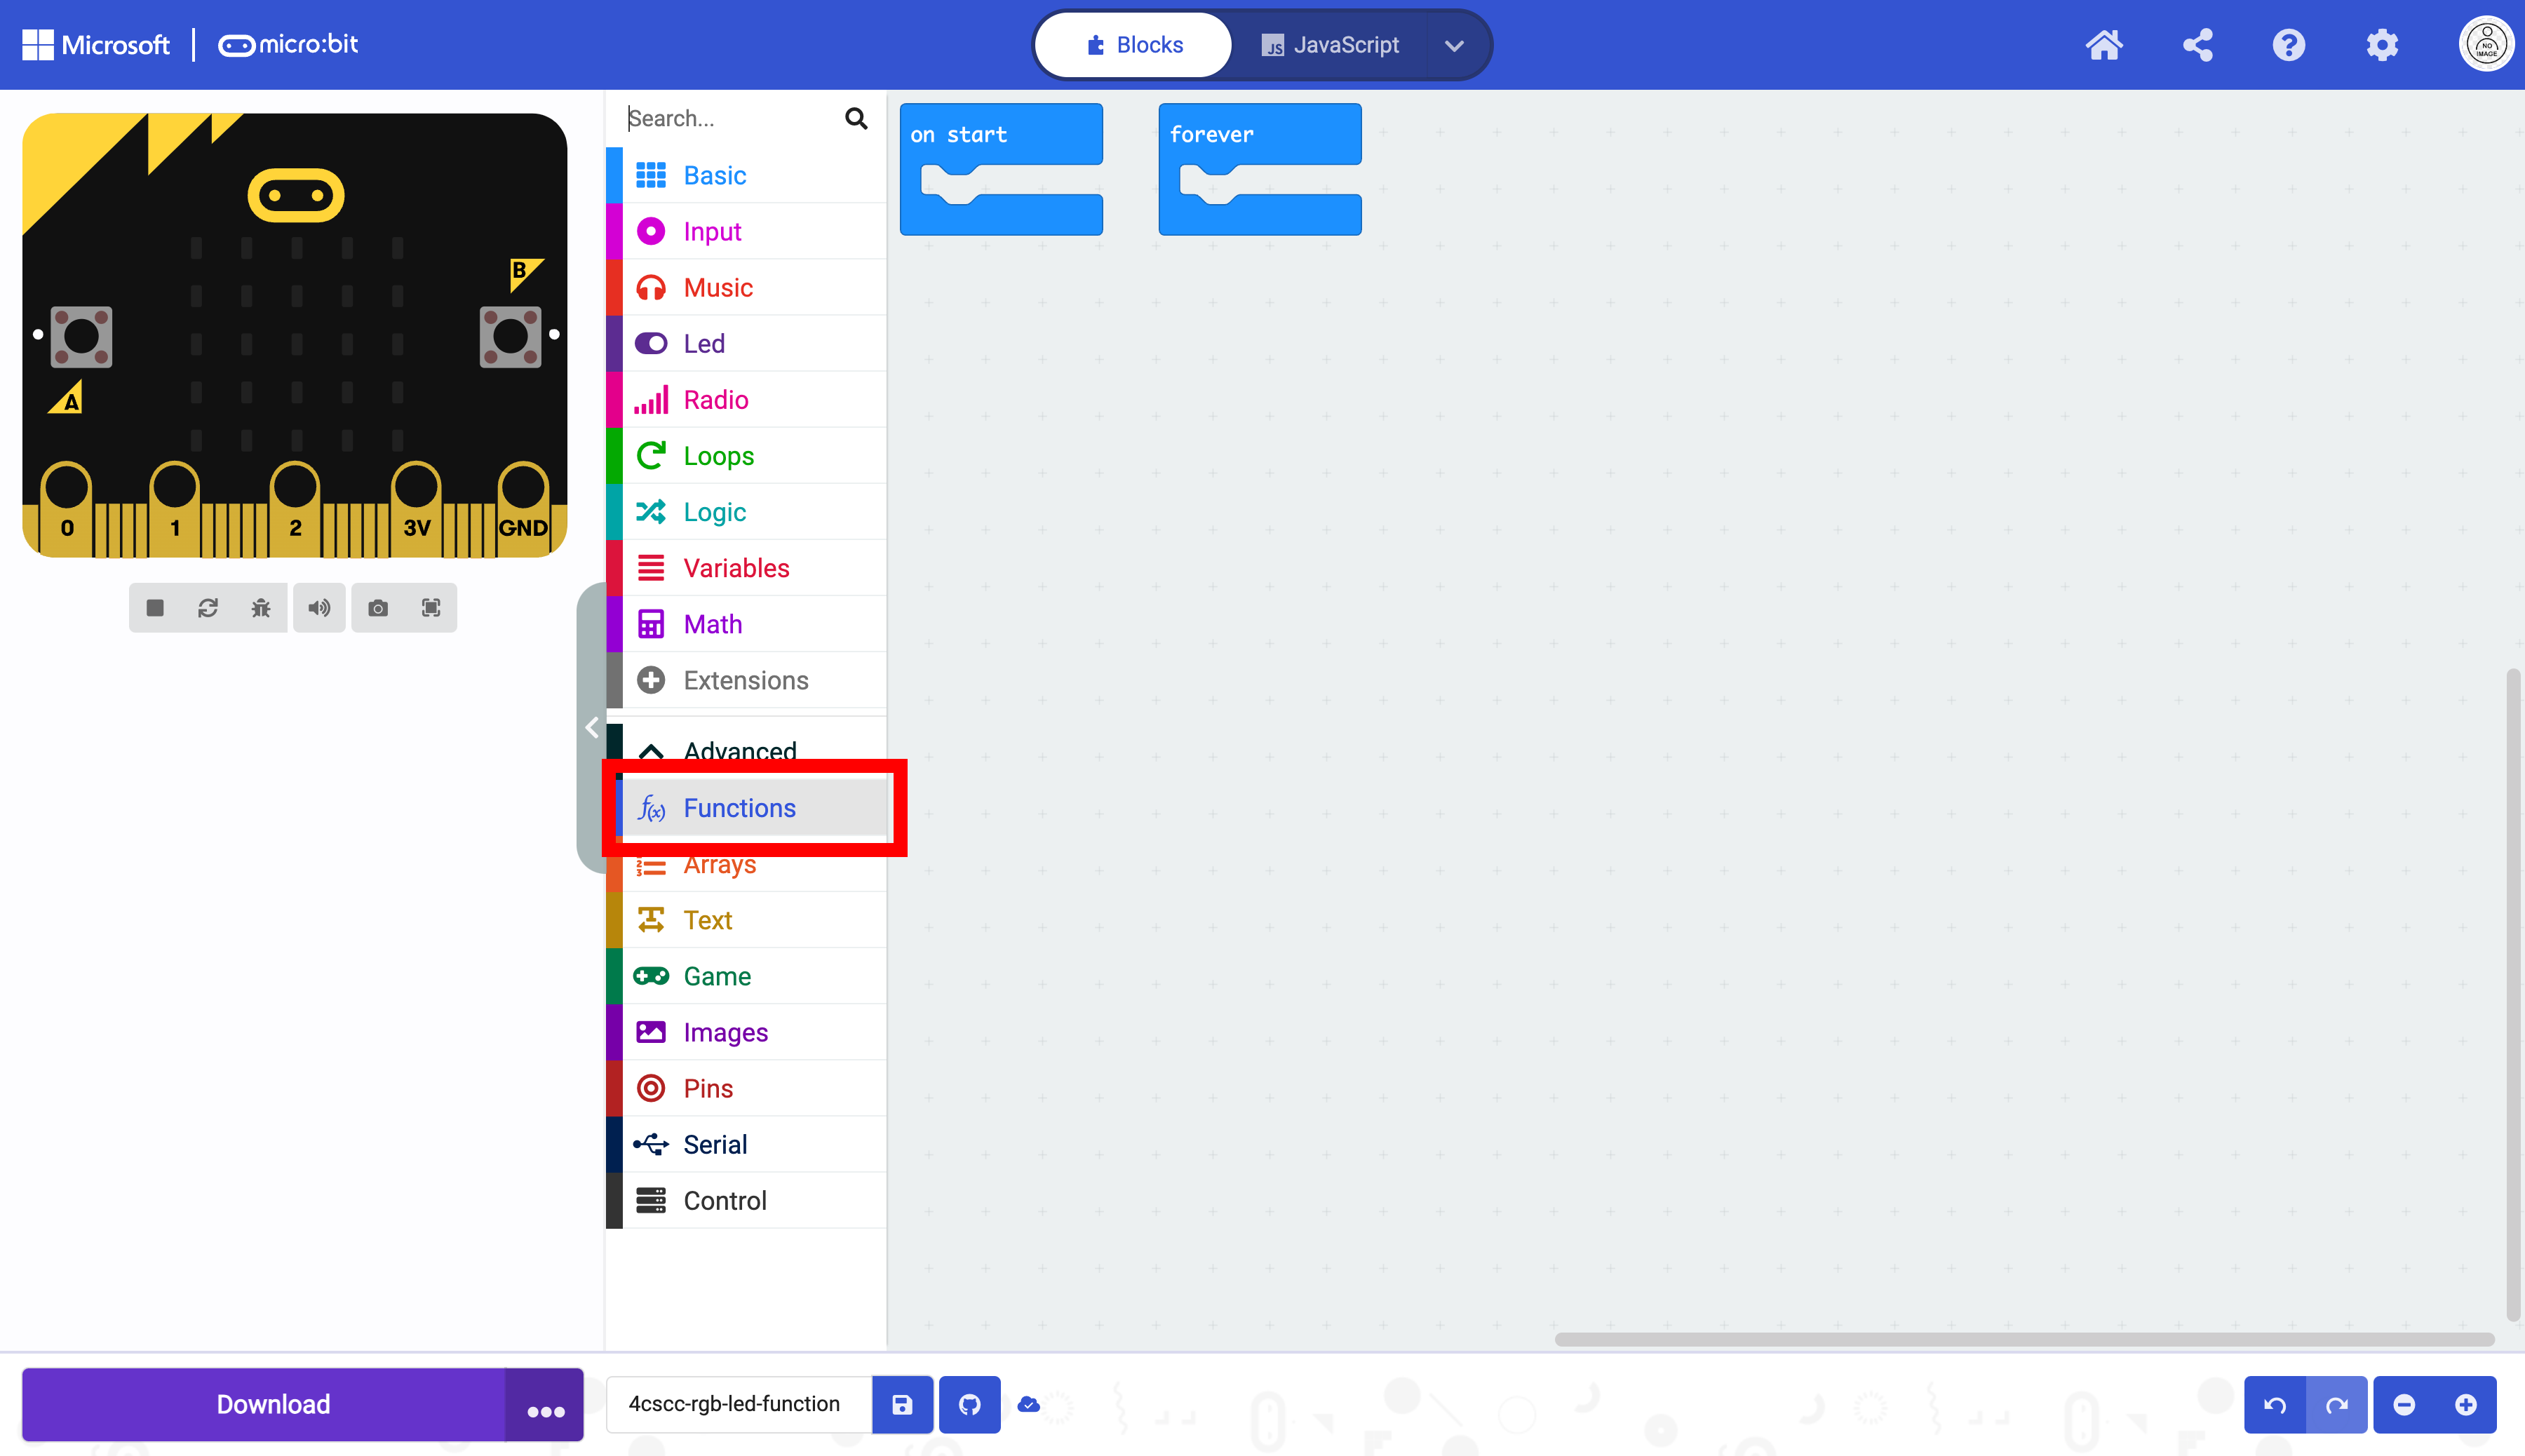 Microsoft | micro:bit
Blocks
JavaScript
NO IMAGE
Search...
Basic
Input
Music
Led
Radio
Loops
Logic
Variables
Math
Extensions
Advanced
Functions
Arrays
Text
Game
Images
Pins
Serial
Control
on start
forever
B
A
0 1 2 3V GND
Download
4cscc-rgb-led-function